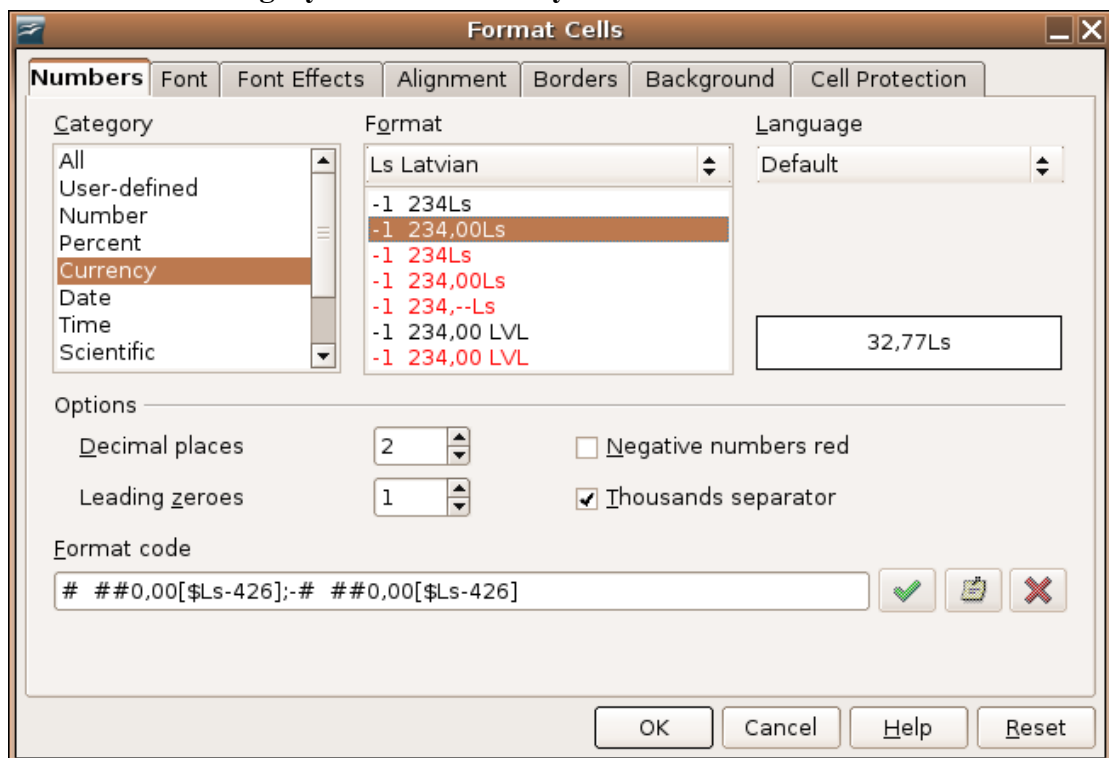 Format Cells
Numbers Font Font Effects Alignment Borders Background Cell Protection
Category
All
User-defined
Number
Percent
Currency
Date
Time
Scientific
Format
Ls Latvian
-1 234Ls
-1 234,00Ls
-1 234Ls
-1 234,00Ls
-1 234,--Ls
-1 234,00 LVL
-1 234,00 LVL
Language
Default
32,77Ls
Options
Decimal places 2
Negative numbers red
Leading zeroes 1
Thousands separator
Format code
# ##0,00[$Ls-426];-# ##0,00[$Ls-426]
OK Cancel Help Reset